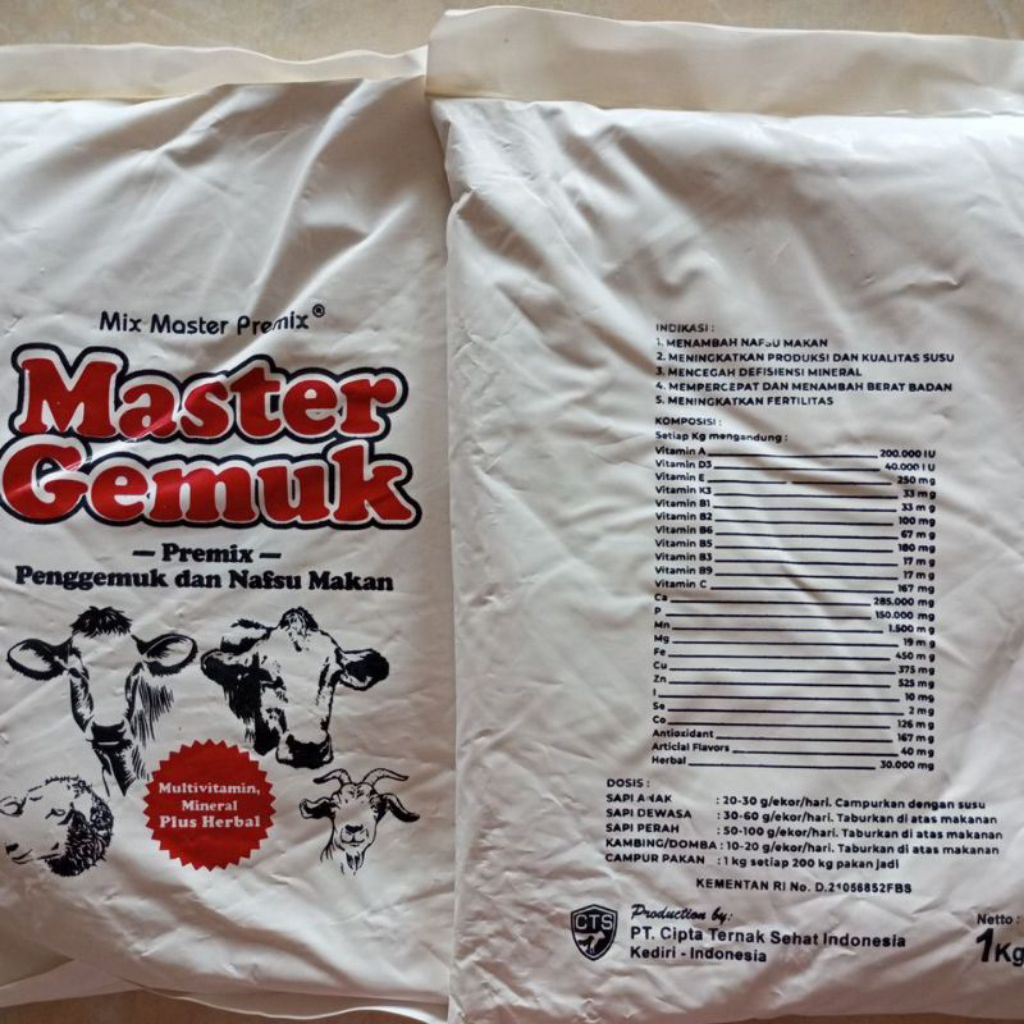 Mix Master Premix®
Master
Gemuk
— Premix —
Penggemuk dan Nafsu Makan
Multivitamin,
Mineral
Plus Herbal
INDIKASI :
1. MENAMBAH NAFSU MAKAN
2. MENINGKATKAN PRODUKSI DAN KUALITAS SUSU
3. MENCEGAH DEFISIENSI MINERAL
4. MEMPERCEPAT DAN MENAMBAH BERAT BADAN
5. MENINGKATKAN FERTILITAS
KOMPOSISI :
Setiap Kg mengandung :
Vitamin A 200.000 IU
Vitamin D3 40.000 IU
Vitamin E 250 mg
Vitamin K3 33 mg
Vitamin B1 33 mg
Vitamin B2 100 mg
Vitamin B6 67 mg
Vitamin B5 180 mg
Vitamin B3 17 mg
Vitamin B9 17 mg
Vitamin C 167 mg
Ca 285.000 mg
P 150.000 mg
Mn 1.500 mg
Mg 19 mg
Fe 450 mg
Cu 375 mg
Zn 525 mg
I 10 mg
Se 2 mg
Co 126 mg
Antioxidant 167 mg
Articial Flavors 40 mg
Herbal 30.000 mg
DOSIS :
SAPI ANAK : 20-30 g/ekor/hari. Campurkan dengan susu
SAPI DEWASA : 30-60 g/ekor/hari. Taburkan di atas makanan
SAPI PERAH : 50-100 g/ekor/hari. Taburkan di atas makanan
KAMBING/DOMBA : 10-20 g/ekor/hari. Taburkan di atas makanan
CAMPUR PAKAN : 1 kg setiap 200 kg pakan jadi
KEMENTAN RI No. D.21056852FBS
CTS
Production by:
PT. Cipta Ternak Sehat Indonesia
Kediri - Indonesia
Netto :
1Kg